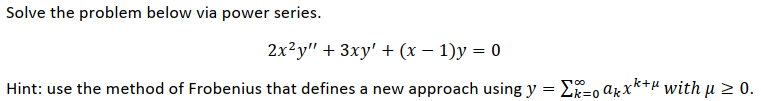 Solve the problem below via power series.
2x²y′′ + 3xy′ + (x − 1)y = 0
Hint: use the method of Frobenius that defines a new approach using y = ∑_{k=0}^{∞} aₖx^{k+μ} with μ ≥ 0.